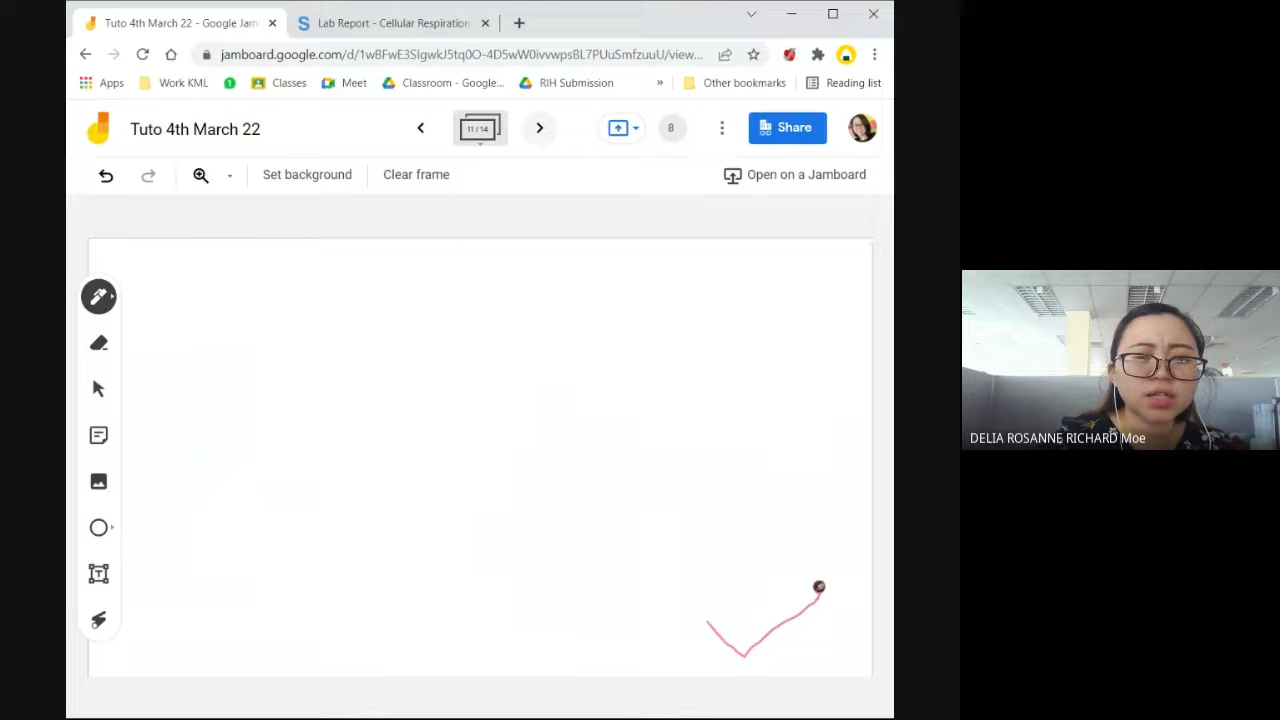 Tuto 4th March 22 - Google Jam
Lab Report - Cellular Respiration
jamboard.google.com/d/1wBFwE3SIgwkJ5tq0O-4D5wW0ivvwpsBL7PUuSmfzuuU/view...
Apps Work KML 1 Classes Meet Classroom - Google... RIH Submission » Other bookmarks Reading list
Tuto 4th March 22
11 / 14
8
Share
Set background
Clear frame
Open on a Jamboard
DELIA ROSANNE RICHARD Moe